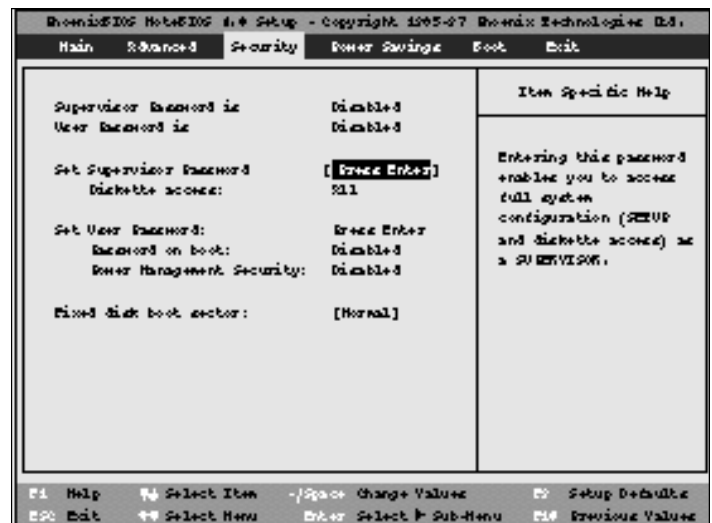 PhoenixBIOS NoteBIOS 4.0 Setup - Copyright 1985-97 Phoenix Technologies Ltd.
Main Advanced Security Power Savings Boot Exit
Item Specific Help
Supervisor Password is Disabled
User Password is Disabled
Set Supervisor Password [ Press Enter]
Diskette access: All
Set User Password: Press Enter
Password on boot: Disabled
Power Management Security: Disabled
Fixed disk boot sector: [Normal]
Entering this password
enables you to access
full system
configuration (SETUP
and diskette access) as
a SUPERVISOR.
F1 Help ↑↓ Select Item -/Space Change Values F9 Setup Defaults
ESC Exit ←→ Select Menu Enter Select ▶ Sub-Menu F10 Previous Values